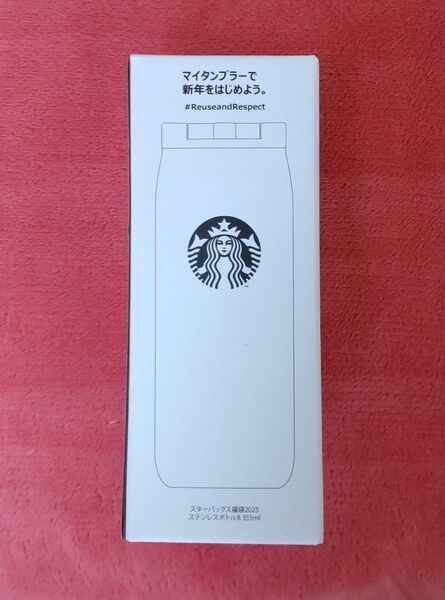 マイタンブラーで
新年をはじめよう。
#ReuseandRespect
スターバックス福袋2025
ステンレスボトルB 355ml